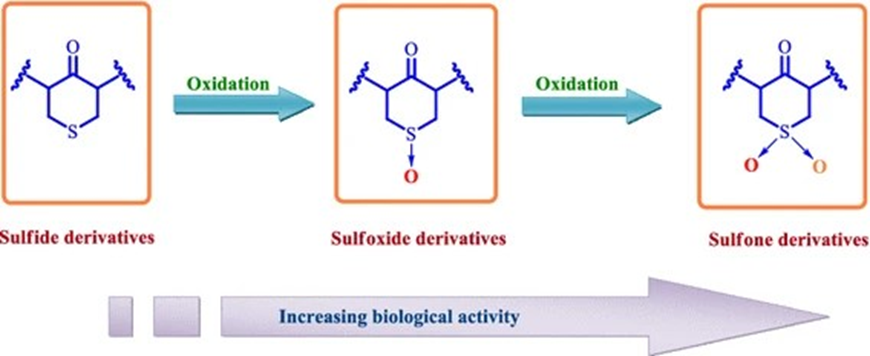 O
O
O
Oxidation
Oxidation
S
S
S
O
O
O
Sulfide derivatives
Sulfoxide derivatives
Sulfone derivatives
Increasing biological activity